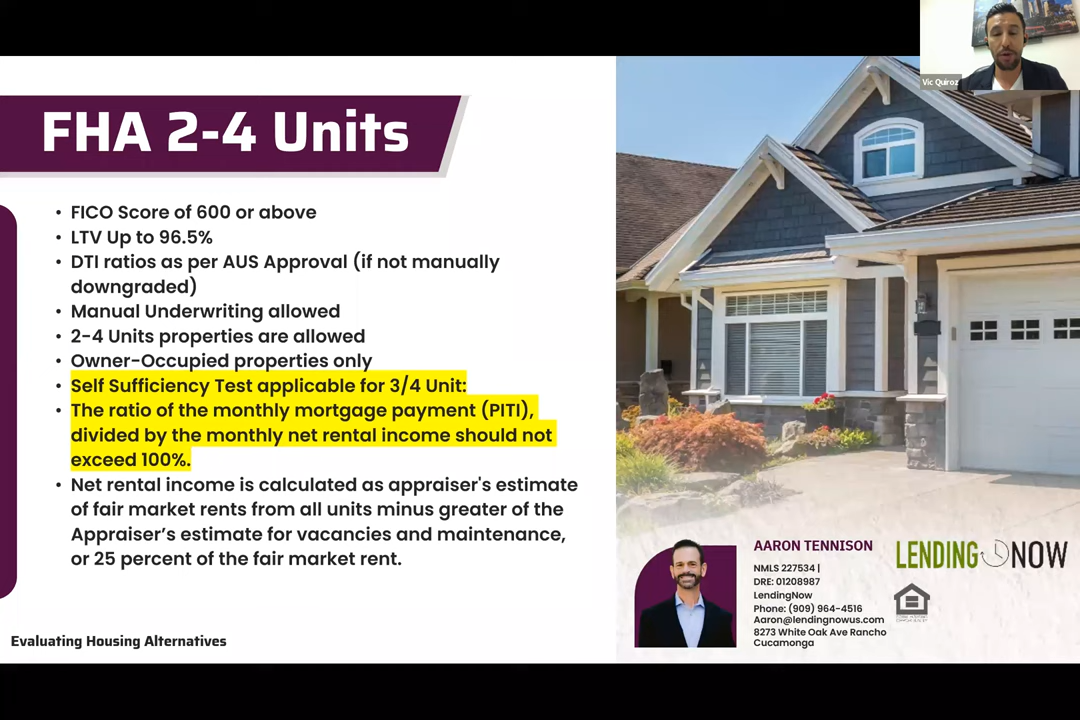 Vic Quiroz
FHA 2-4 Units
• FICO Score of 600 or above
• LTV Up to 96.5%
• DTI ratios as per AUS Approval (if not manually
downgraded)
• Manual Underwriting allowed
• 2-4 Units properties are allowed
• Owner-Occupied properties only
• Self Sufficiency Test applicable for 3/4 Unit:
• The ratio of the monthly mortgage payment (PITI),
divided by the monthly net rental income should not
exceed 100%.
• Net rental income is calculated as appraiser's estimate
of fair market rents from all units minus greater of the
Appraiser’s estimate for vacancies and maintenance,
or 25 percent of the fair market rent.
Evaluating Housing Alternatives
AARON TENNISON
NMLS 227534 |
DRE: 01208987
LendingNow
Phone: (909) 964-4516
Aaron@lendingnowus.com
8273 White Oak Ave Rancho
Cucamonga
LENDING NOW